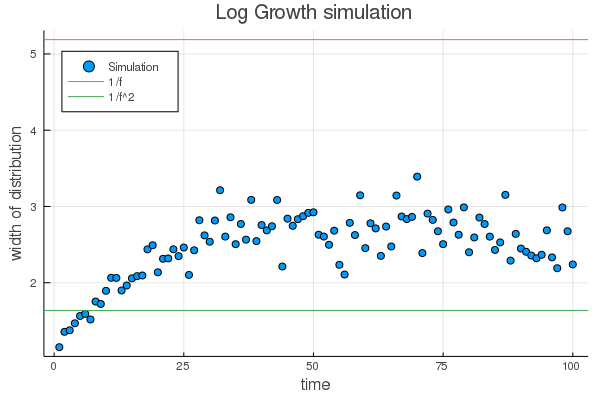 Log Growth simulation
5
4
3
2
width of distribution
Simulation
1/f
1/f^2
0 25 50 75 100
time